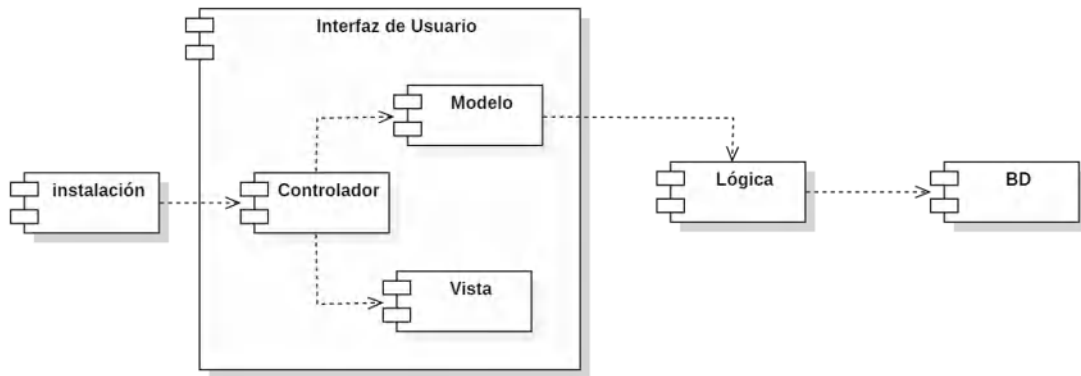 Interfaz de Usuario
Modelo
instalación
Controlador
Lógica
BD
Vista